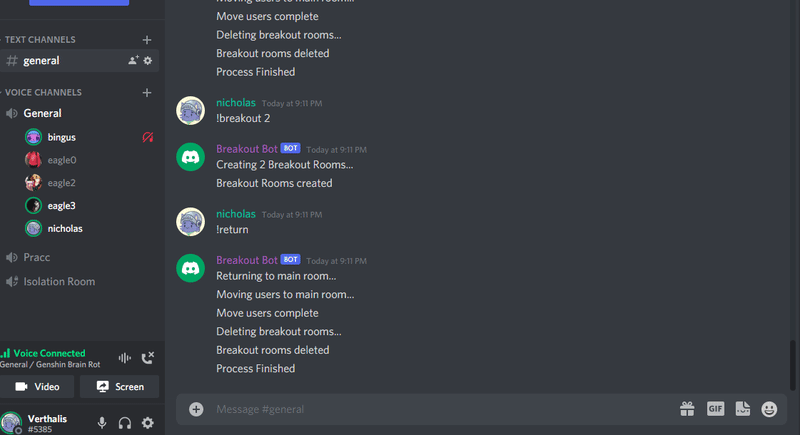 TEXT CHANNELS
general
VOICE CHANNELS
General
bingus
eagle0
eagle2
eagle3
nicholas
Pracc
Isolation Room
Voice Connected
General / Genshin Brain Rot
Video
Screen
Verthalis
#5385
Moving users to main room...
Move users complete
Deleting breakout rooms...
Breakout rooms deleted
Process Finished
nicholas Today at 9:11 PM
!breakout 2
Breakout Bot BOT Today at 9:11 PM
Creating 2 Breakout Rooms...
Breakout Rooms created
nicholas Today at 9:11 PM
!return
Breakout Bot BOT Today at 9:11 PM
Returning to main room...
Moving users to main room...
Move users complete
Deleting breakout rooms...
Breakout rooms deleted
Process Finished
Message #general
GIF